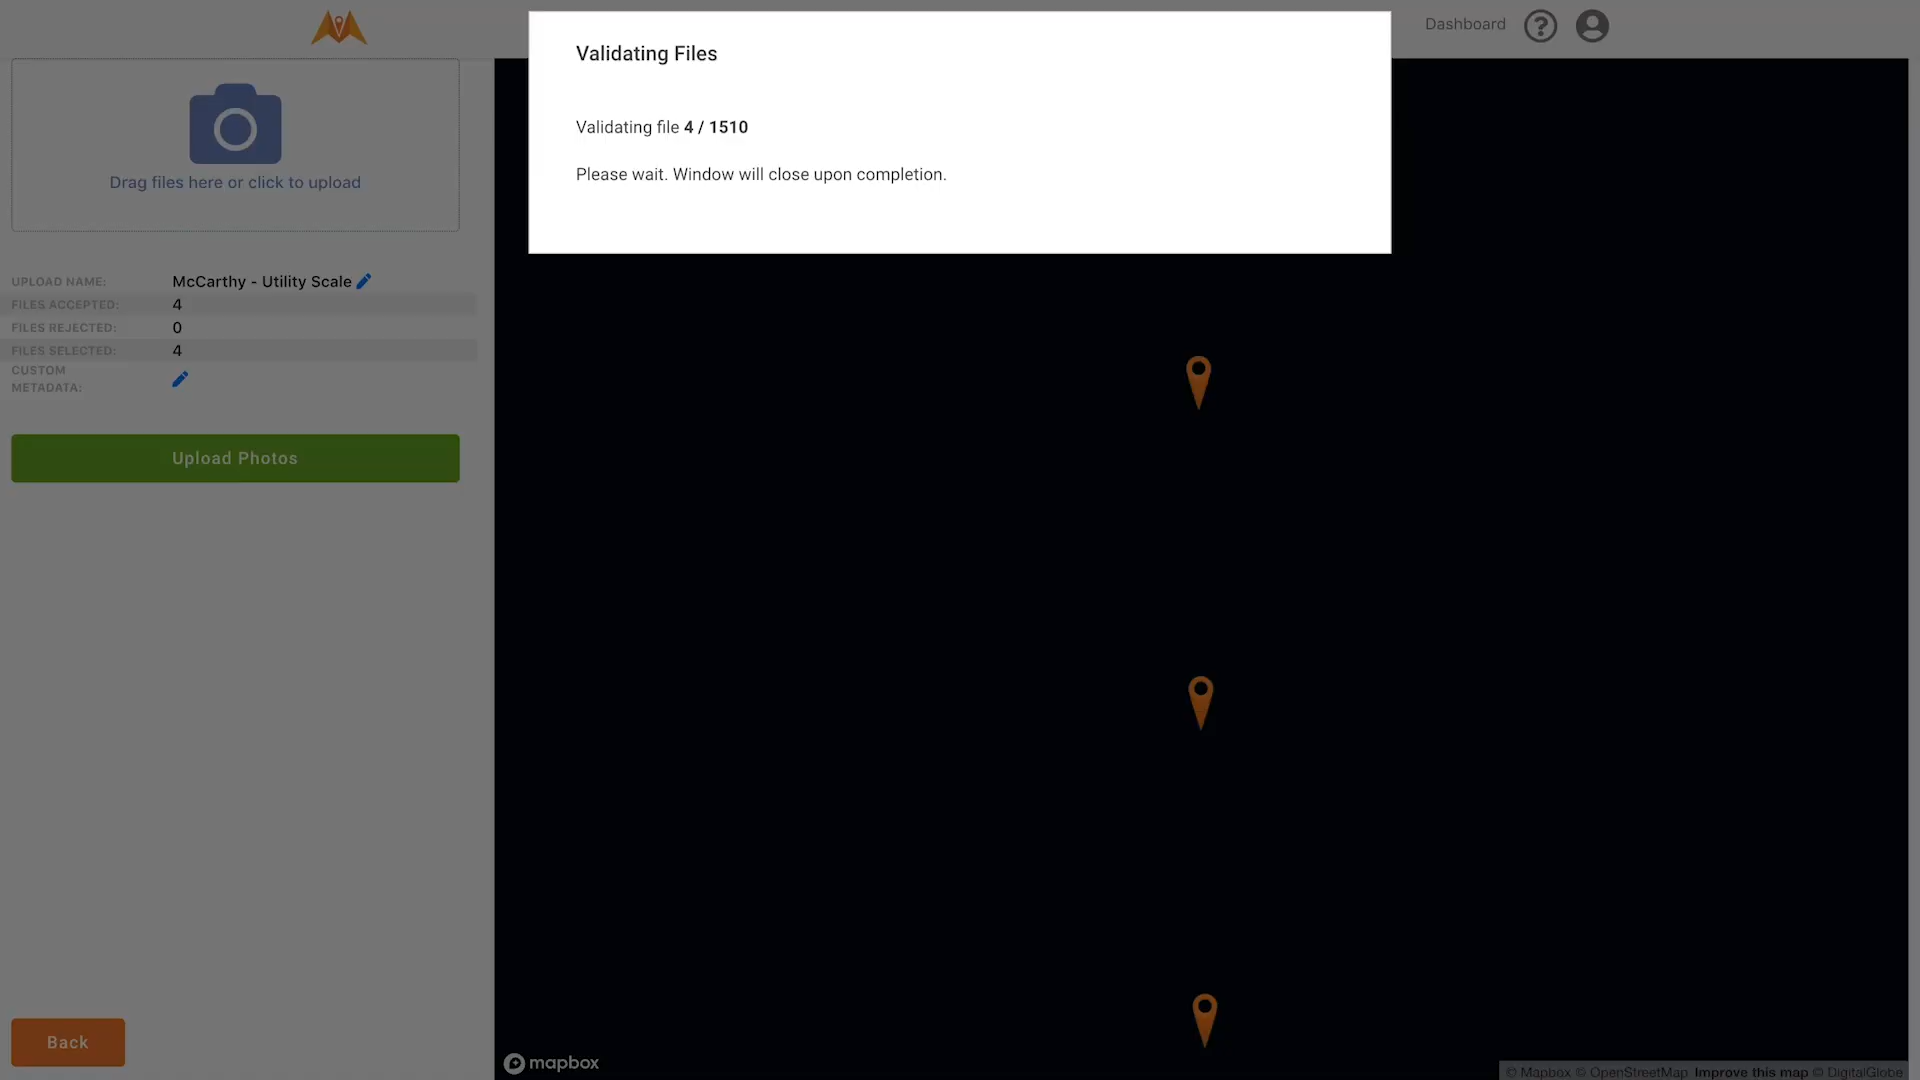 Dashboard
Validating Files
Validating file 4 / 1510
Please wait. Window will close upon completion.
Drag files here or click to upload
UPLOAD NAME: McCarthy - Utility Scale
FILES ACCEPTED: 4
FILES REJECTED: 0
FILES SELECTED: 4
CUSTOM
METADATA:
Upload Photos
Back
mapbox
© Mapbox © OpenStreetMap Improve this map © DigitalGlobe